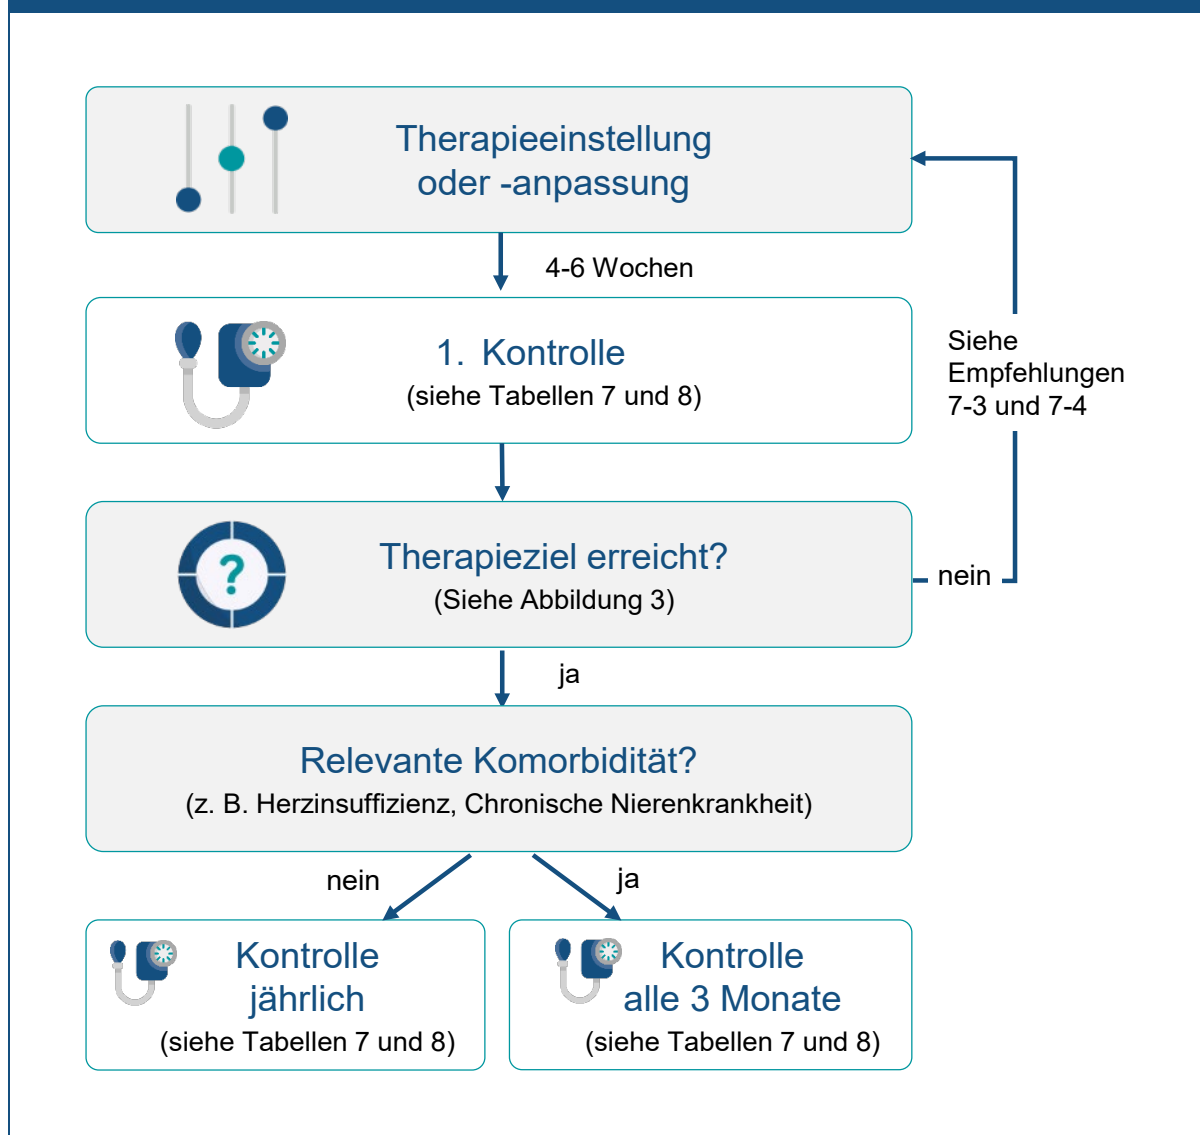 Therapieeinstellung
oder -anpassung
4-6 Wochen
1. Kontrolle
(siehe Tabellen 7 und 8)
Siehe
Empfehlungen
7-3 und 7-4
Therapieziel erreicht?
(Siehe Abbildung 3)
nein
ja
Relevante Komorbidität?
(z. B. Herzinsuffizienz, Chronische Nierenkrankheit)
nein
ja
Kontrolle
jährlich
(siehe Tabellen 7 und 8)
Kontrolle
alle 3 Monate
(siehe Tabellen 7 und 8)